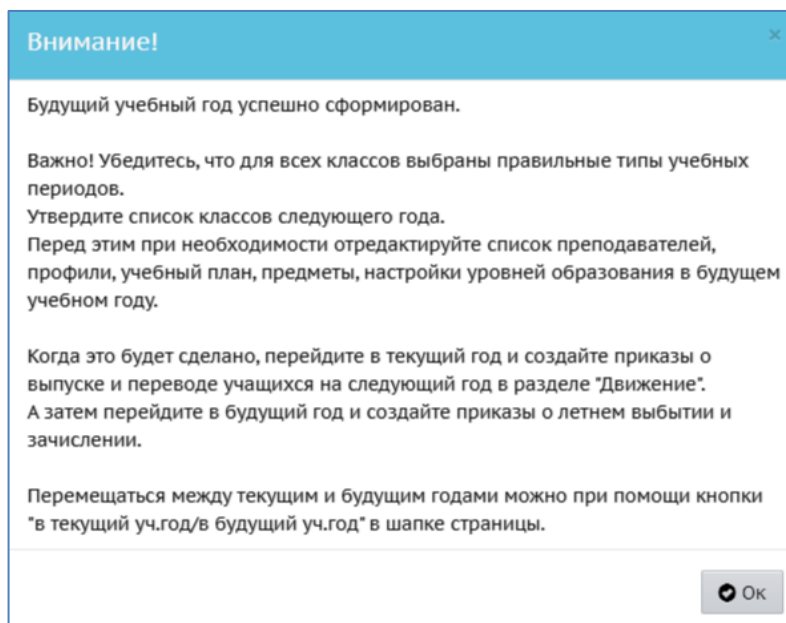 Внимание!
×
Будущий учебный год успешно сформирован.
Важно! Убедитесь, что для всех классов выбраны правильные типы учебных
периодов.
Утвердите список классов следующего года.
Перед этим при необходимости отредактируйте список преподавателей,
профили, учебный план, предметы, настройки уровней образования в будущем
учебном году.
Когда это будет сделано, перейдите в текущий год и создайте приказы о
выпуске и переводе учащихся на следующий год в разделе "Движение".
А затем перейдите в будущий год и создайте приказы о летнем выбытии и
зачислении.
Перемещаться между текущим и будущим годами можно при помощи кнопки
"в текущий уч.год/в будущий уч.год" в шапке страницы.
Ок